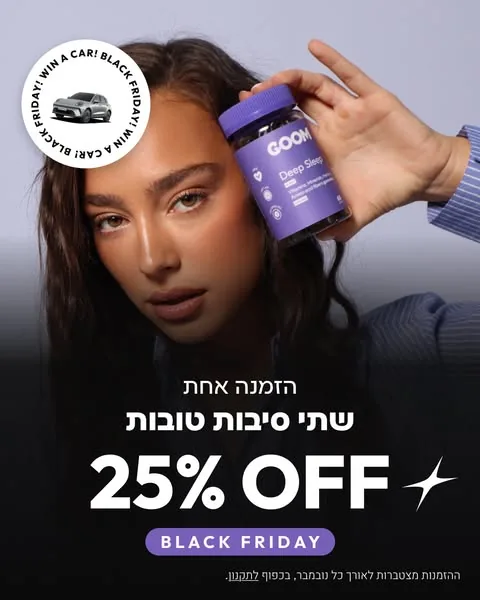 BLACK FRIDAY! WIN A CAR! BLACK FRIDAY! WIN A CAR!
GOOM
Deep Sleep
הזמנה אחת
שתי סיבות טובות
25% OFF
BLACK FRIDAY
ההזמנות מצטברות לאורך כל נובמבר, בכפוף לתקנון.